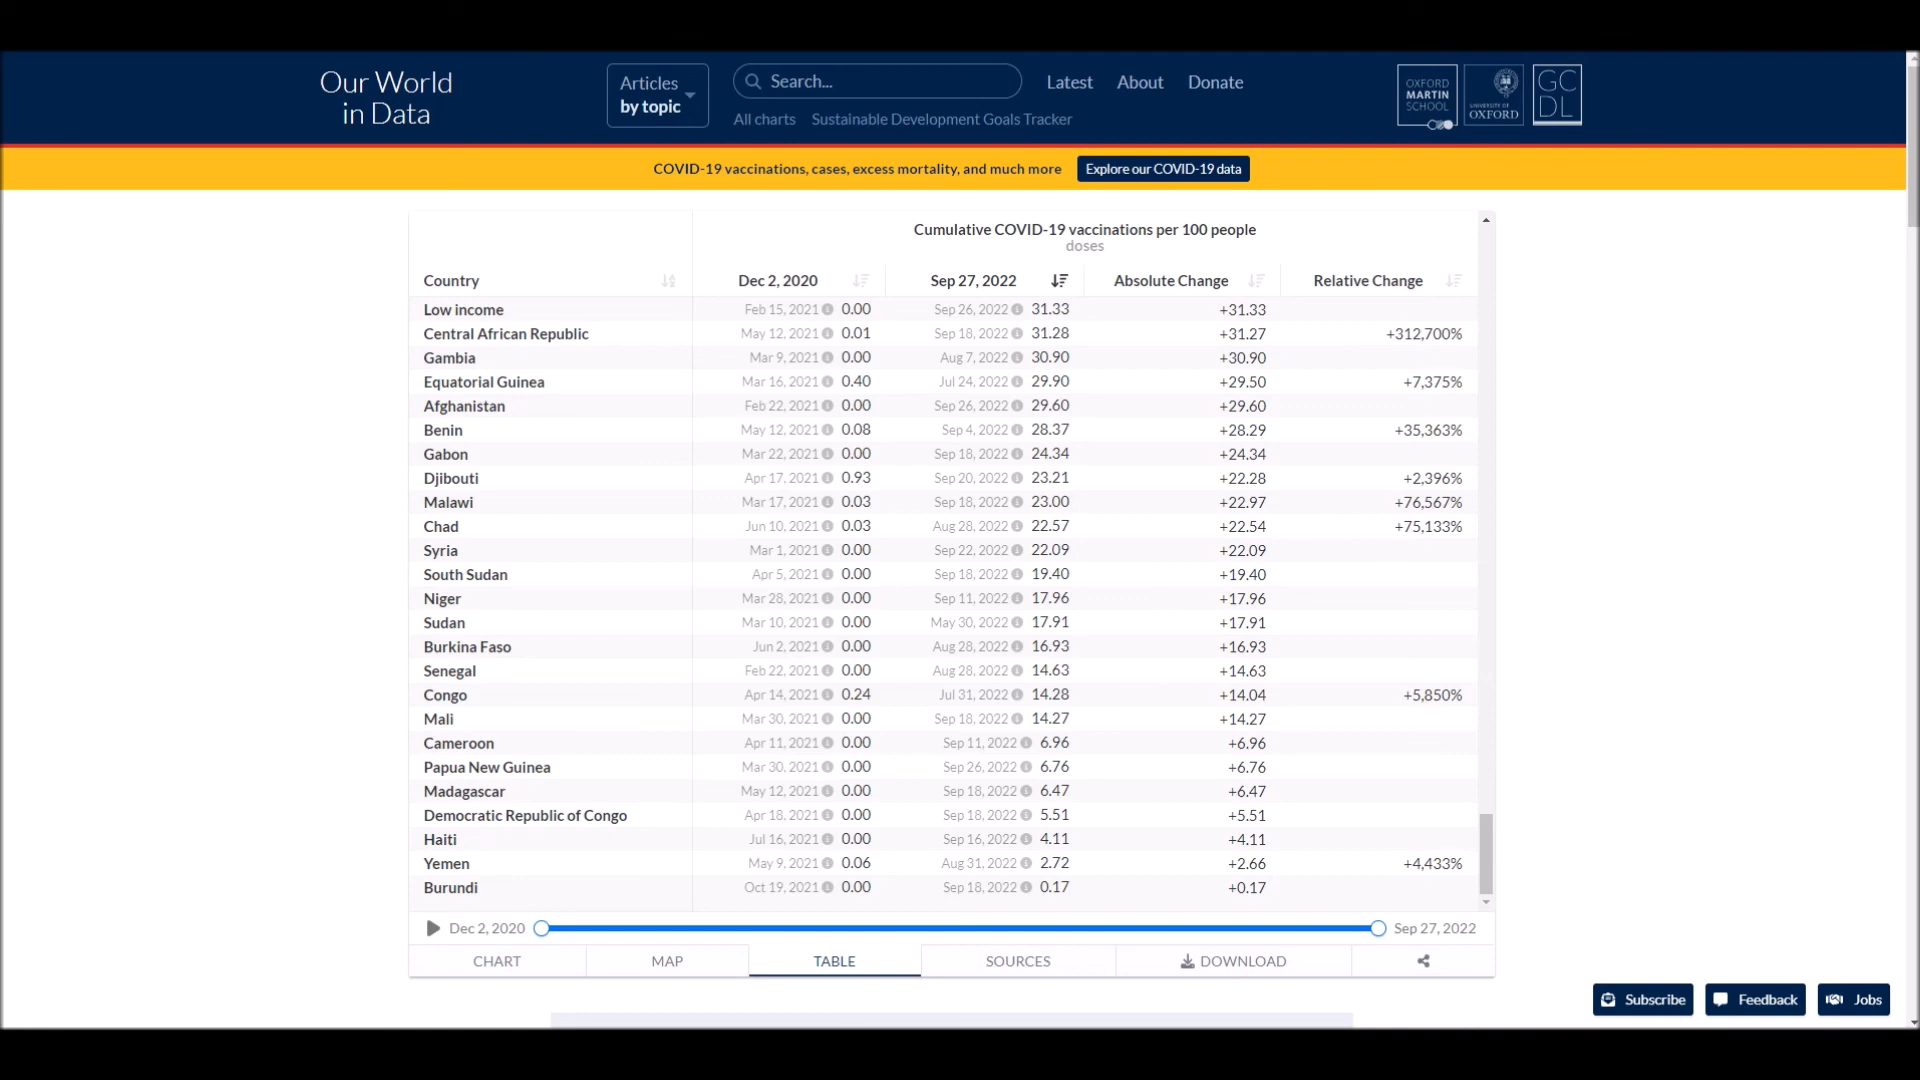 Our World
in Data
Articles
by topic
Search...
Latest About Donate
All charts Sustainable Development Goals Tracker
OXFORD
MARTIN
SCHOOL
UNIVERSITY OF
OXFORD
GC
DL
COVID-19 vaccinations, cases, excess mortality, and much more Explore our COVID-19 data
Cumulative COVID-19 vaccinations per 100 people
doses
Country Dec 2, 2020 Sep 27, 2022 Absolute Change Relative Change
Low income Feb 15, 2021 0.00 Sep 26, 2022 31.33 +31.33
Central African Republic May 12, 2021 0.01 Sep 18, 2022 31.28 +31.27 +312,700%
Gambia Mar 9, 2021 0.00 Aug 7, 2022 30.90 +30.90
Equatorial Guinea Mar 16, 2021 0.40 Jul 24, 2022 29.90 +29.50 +7,375%
Afghanistan Feb 22, 2021 0.00 Sep 26, 2022 29.60 +29.60
Benin May 12, 2021 0.08 Sep 4, 2022 28.37 +28.29 +35,363%
Gabon Mar 22, 2021 0.00 Sep 18, 2022 24.34 +24.34
Djibouti Apr 17, 2021 0.93 Sep 20, 2022 23.21 +22.28 +2,396%
Malawi Mar 17, 2021 0.03 Sep 18, 2022 23.00 +22.97 +76,567%
Chad Jun 10, 2021 0.03 Aug 28, 2022 22.57 +22.54 +75,133%
Syria Mar 1, 2021 0.00 Sep 22, 2022 22.09 +22.09
South Sudan Apr 5, 2021 0.00 Sep 18, 2022 19.40 +19.40
Niger Mar 28, 2021 0.00 Sep 11, 2022 17.96 +17.96
Sudan Mar 10, 2021 0.00 May 30, 2022 17.91 +17.91
Burkina Faso Jun 2, 2021 0.00 Aug 28, 2022 16.93 +16.93
Senegal Feb 22, 2021 0.00 Aug 28, 2022 14.63 +14.63
Congo Apr 14, 2021 0.24 Jul 31, 2022 14.28 +14.04 +5,850%
Mali Mar 30, 2021 0.00 Sep 18, 2022 14.27 +14.27
Cameroon Apr 11, 2021 0.00 Sep 11, 2022 6.96 +6.96
Papua New Guinea Mar 30, 2021 0.00 Sep 26, 2022 6.76 +6.76
Madagascar May 12, 2021 0.00 Sep 18, 2022 6.47 +6.47
Democratic Republic of Congo Apr 18, 2021 0.00 Sep 18, 2022 5.51 +5.51
Haiti Jul 16, 2021 0.00 Sep 16, 2022 4.11 +4.11
Yemen May 9, 2021 0.06 Aug 31, 2022 2.72 +2.66 +4,433%
Burundi Oct 19, 2021 0.00 Sep 18, 2022 0.17 +0.17
Dec 2, 2020 Sep 27, 2022
CHART MAP TABLE SOURCES DOWNLOAD
Subscribe Feedback Jobs